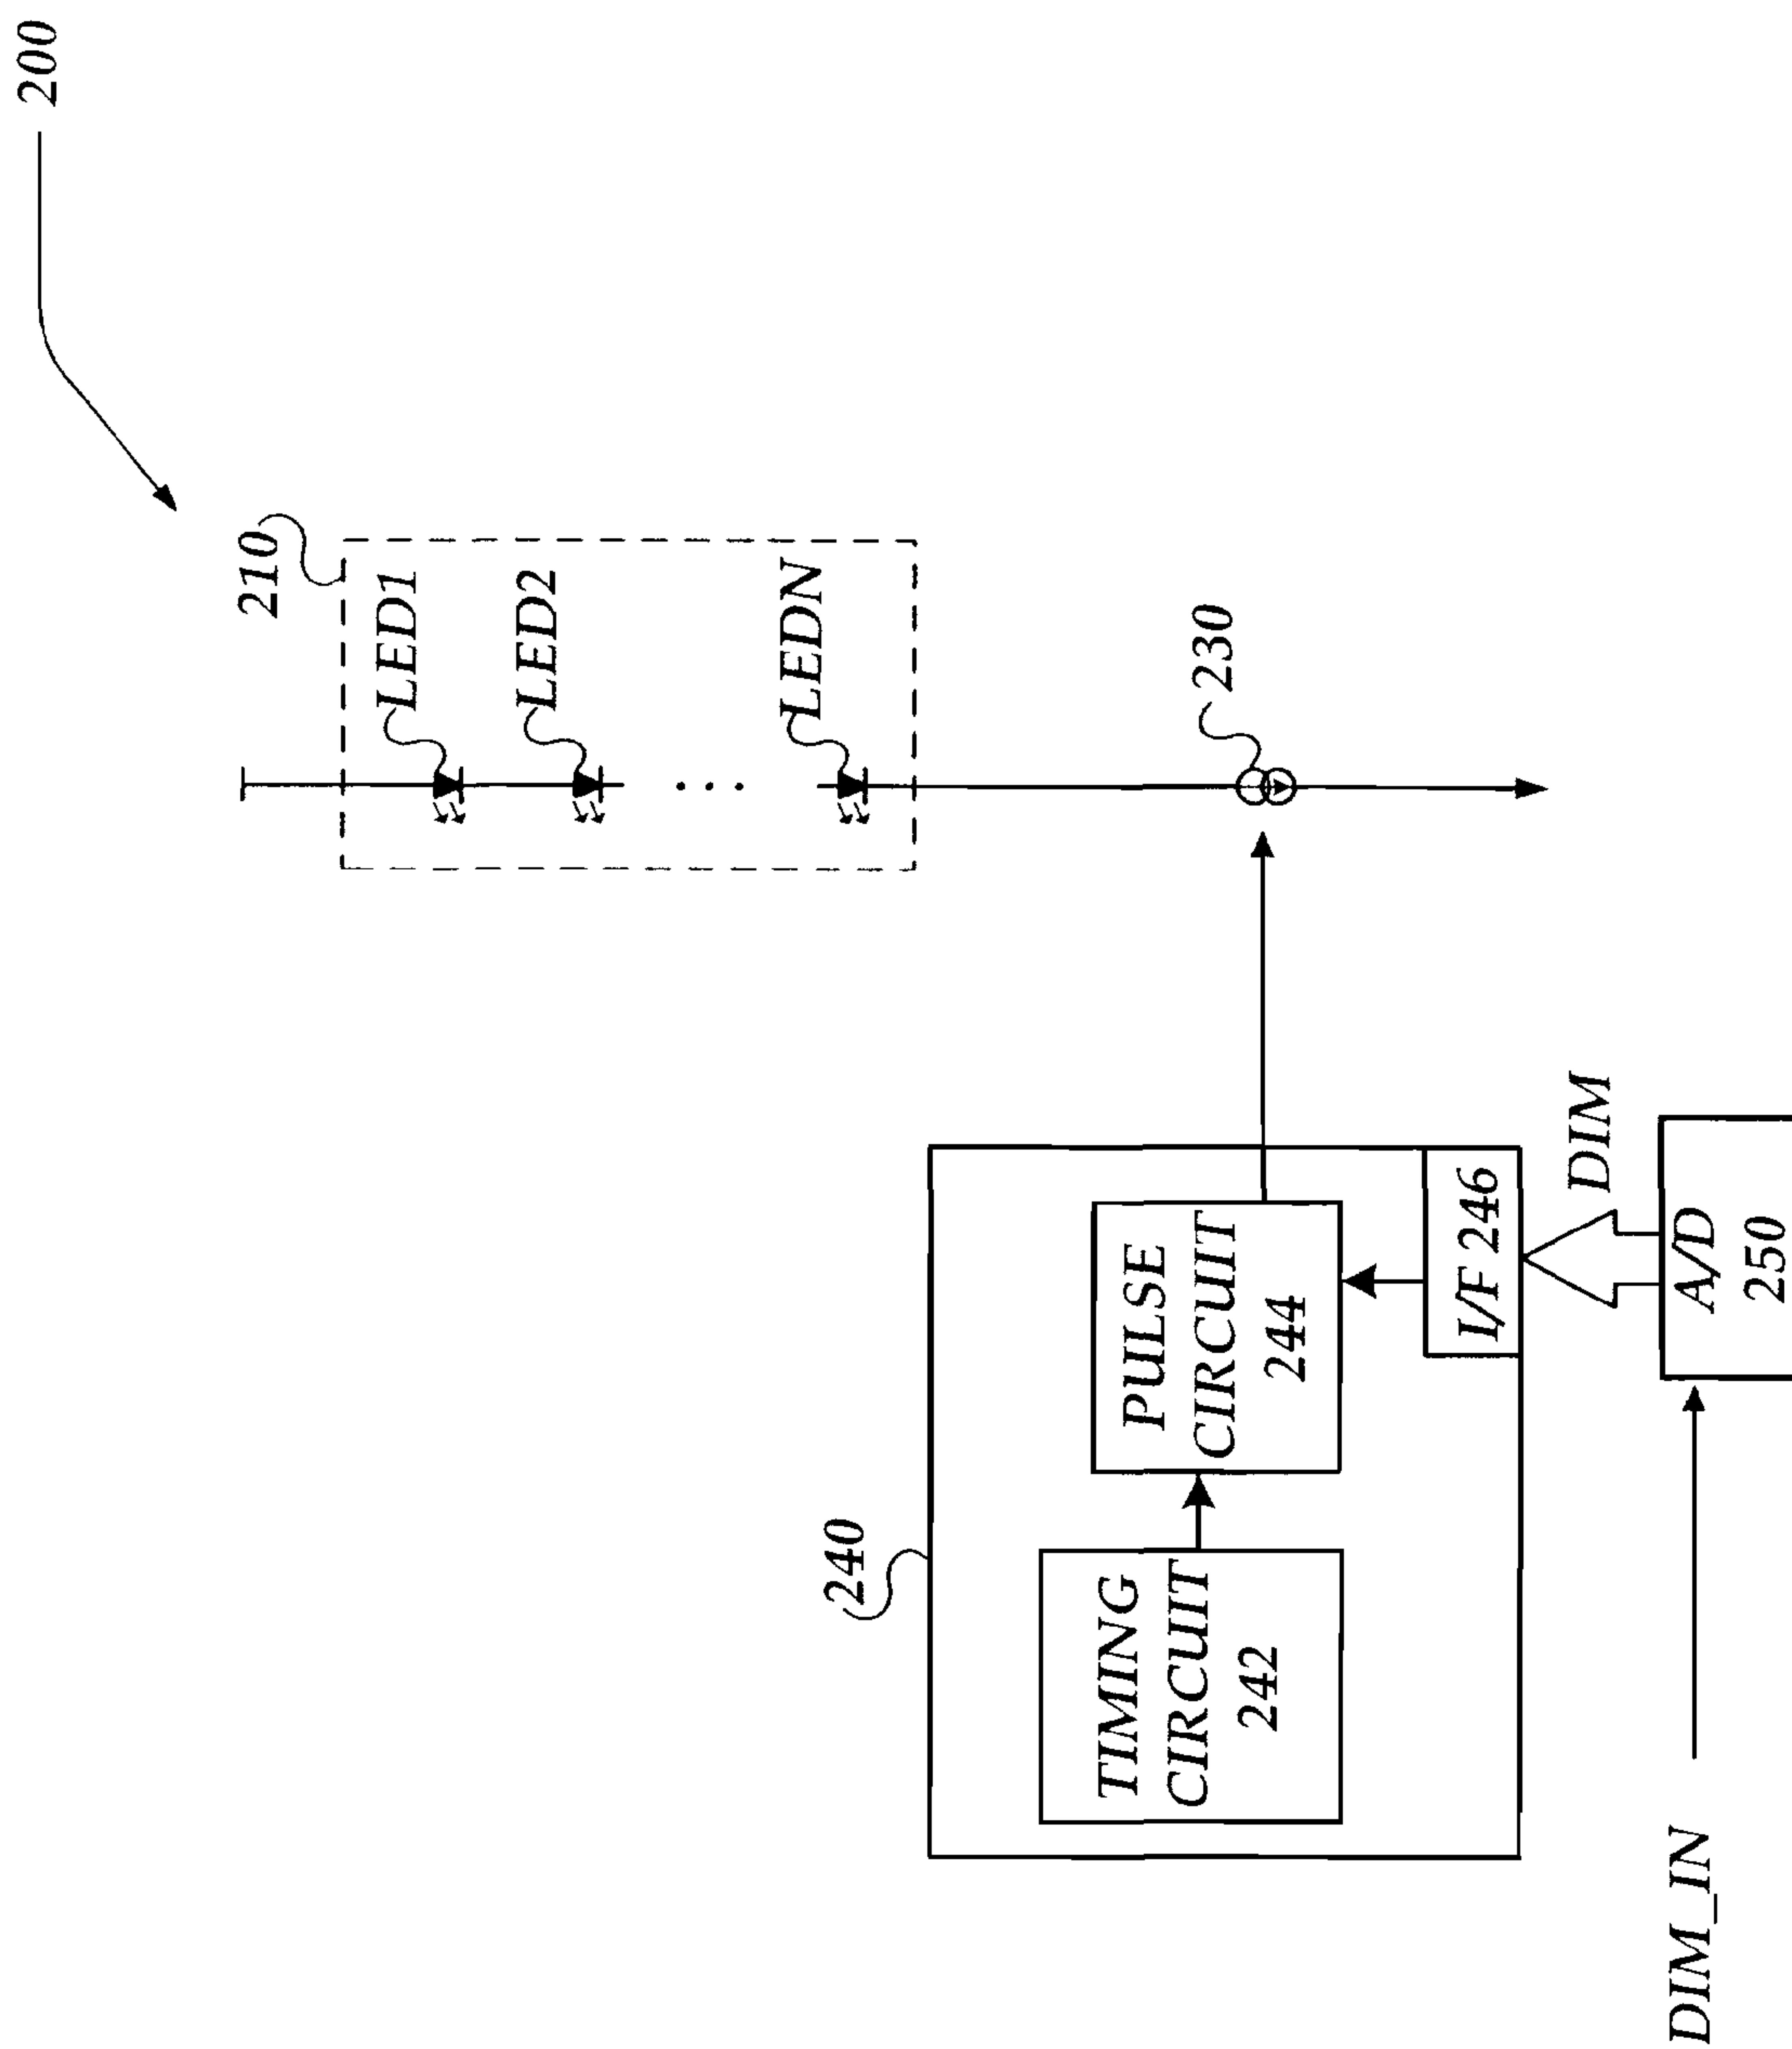 200
210
LED1
LED2
LEDN
230
240
TIMING
CIRCUIT
242
PULSE
CIRCUIT
244
I/F 246
DIM
A/D
250
DIM_IN